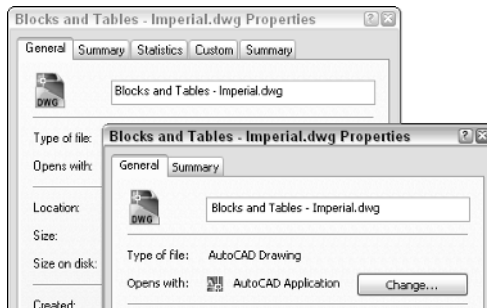 Blocks and Tables - Imperial.dwg Properties
General Summary Statistics Custom Summary
DWG
Blocks and Tables - Imperial.dwg
Type of file:
Opens with:
Location:
Size:
Size on disk:
Created:
Blocks and Tables - Imperial.dwg Properties
General Summary
DWG
Blocks and Tables - Imperial.dwg
Type of file: AutoCAD Drawing
Opens with: AutoCAD Application Change...